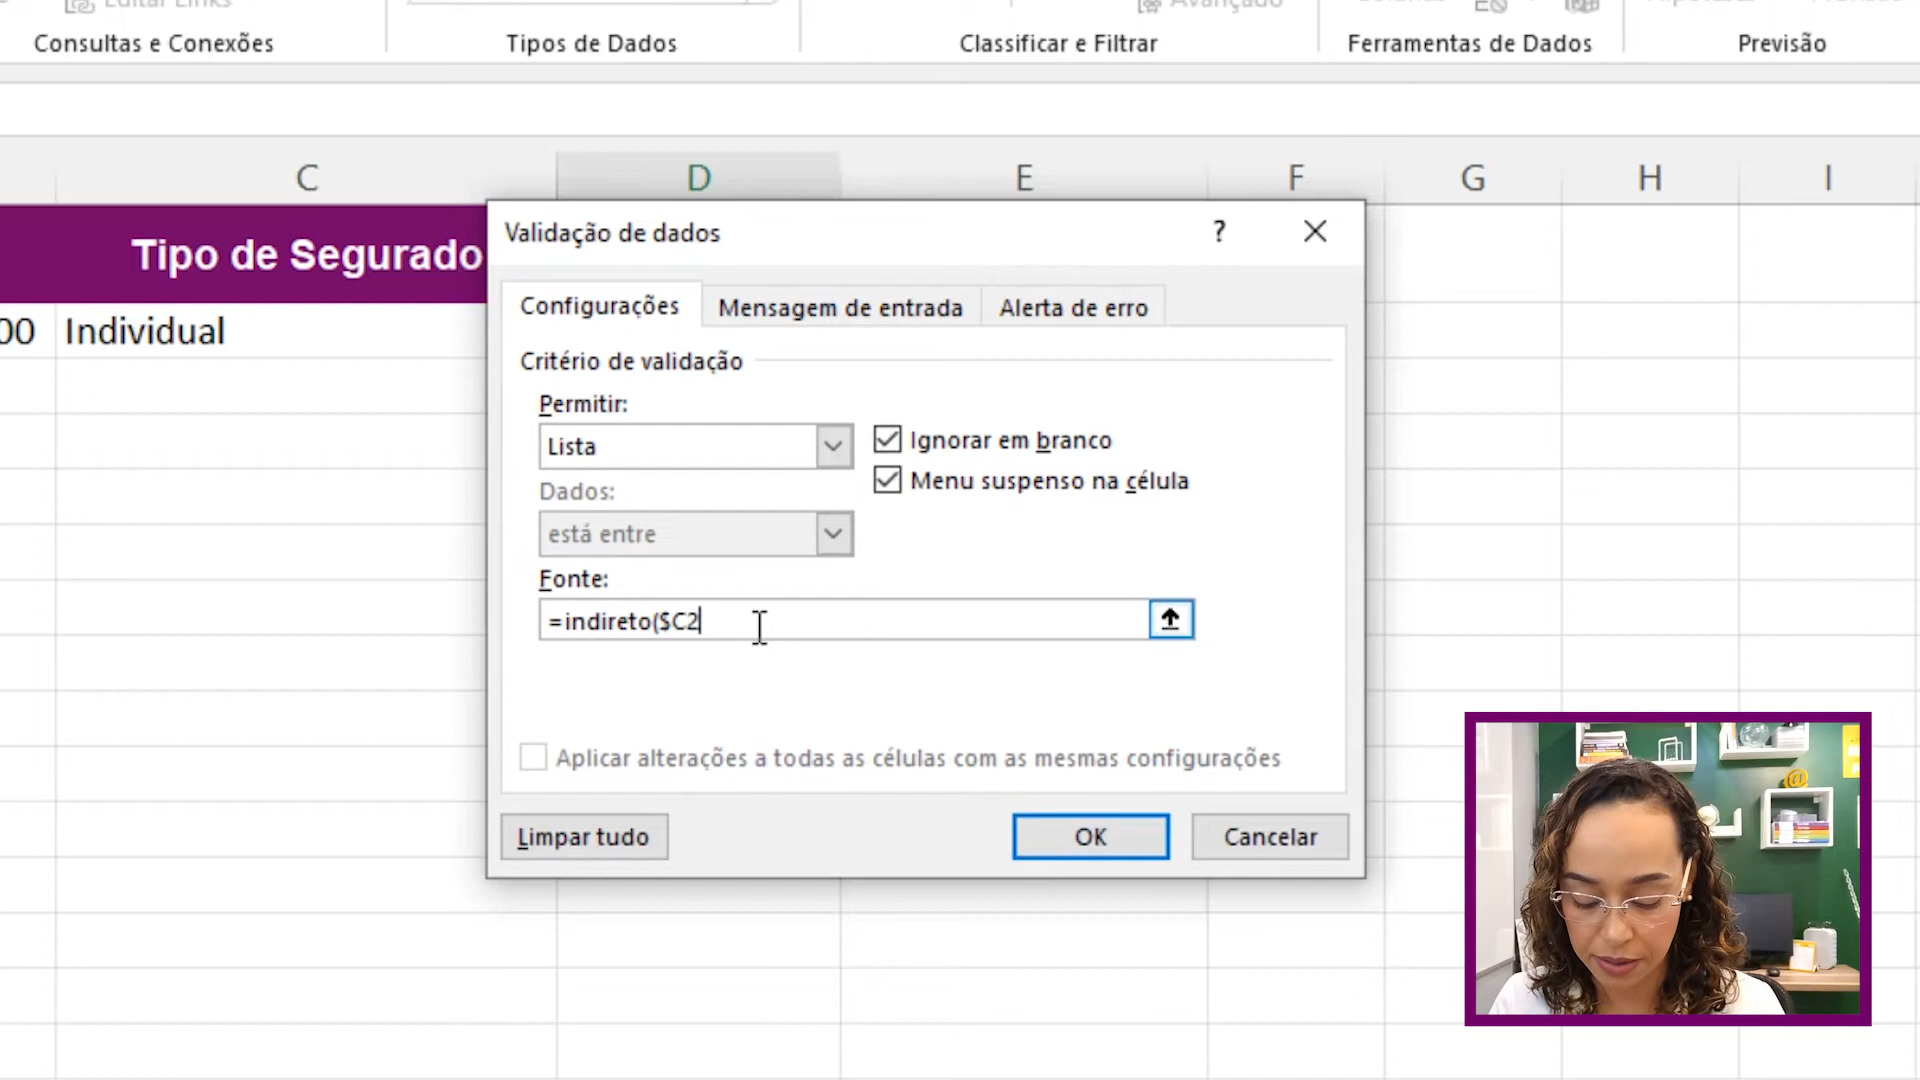 Editar Links
Avançado
Consultas e Conexões
Tipos de Dados
Classificar e Filtrar
Ferramentas de Dados
Previsão
C
D
E
F
G
H
I
Tipo de Segurado
00
Individual
Validação de dados
?
Configurações
Mensagem de entrada
Alerta de erro
Critério de validação
Permitir:
Lista
Ignorar em branco
Menu suspenso na célula
Dados:
está entre
Fonte:
=indireto($C2
Aplicar alterações a todas as células com as mesmas configurações
Limpar tudo
OK
Cancelar